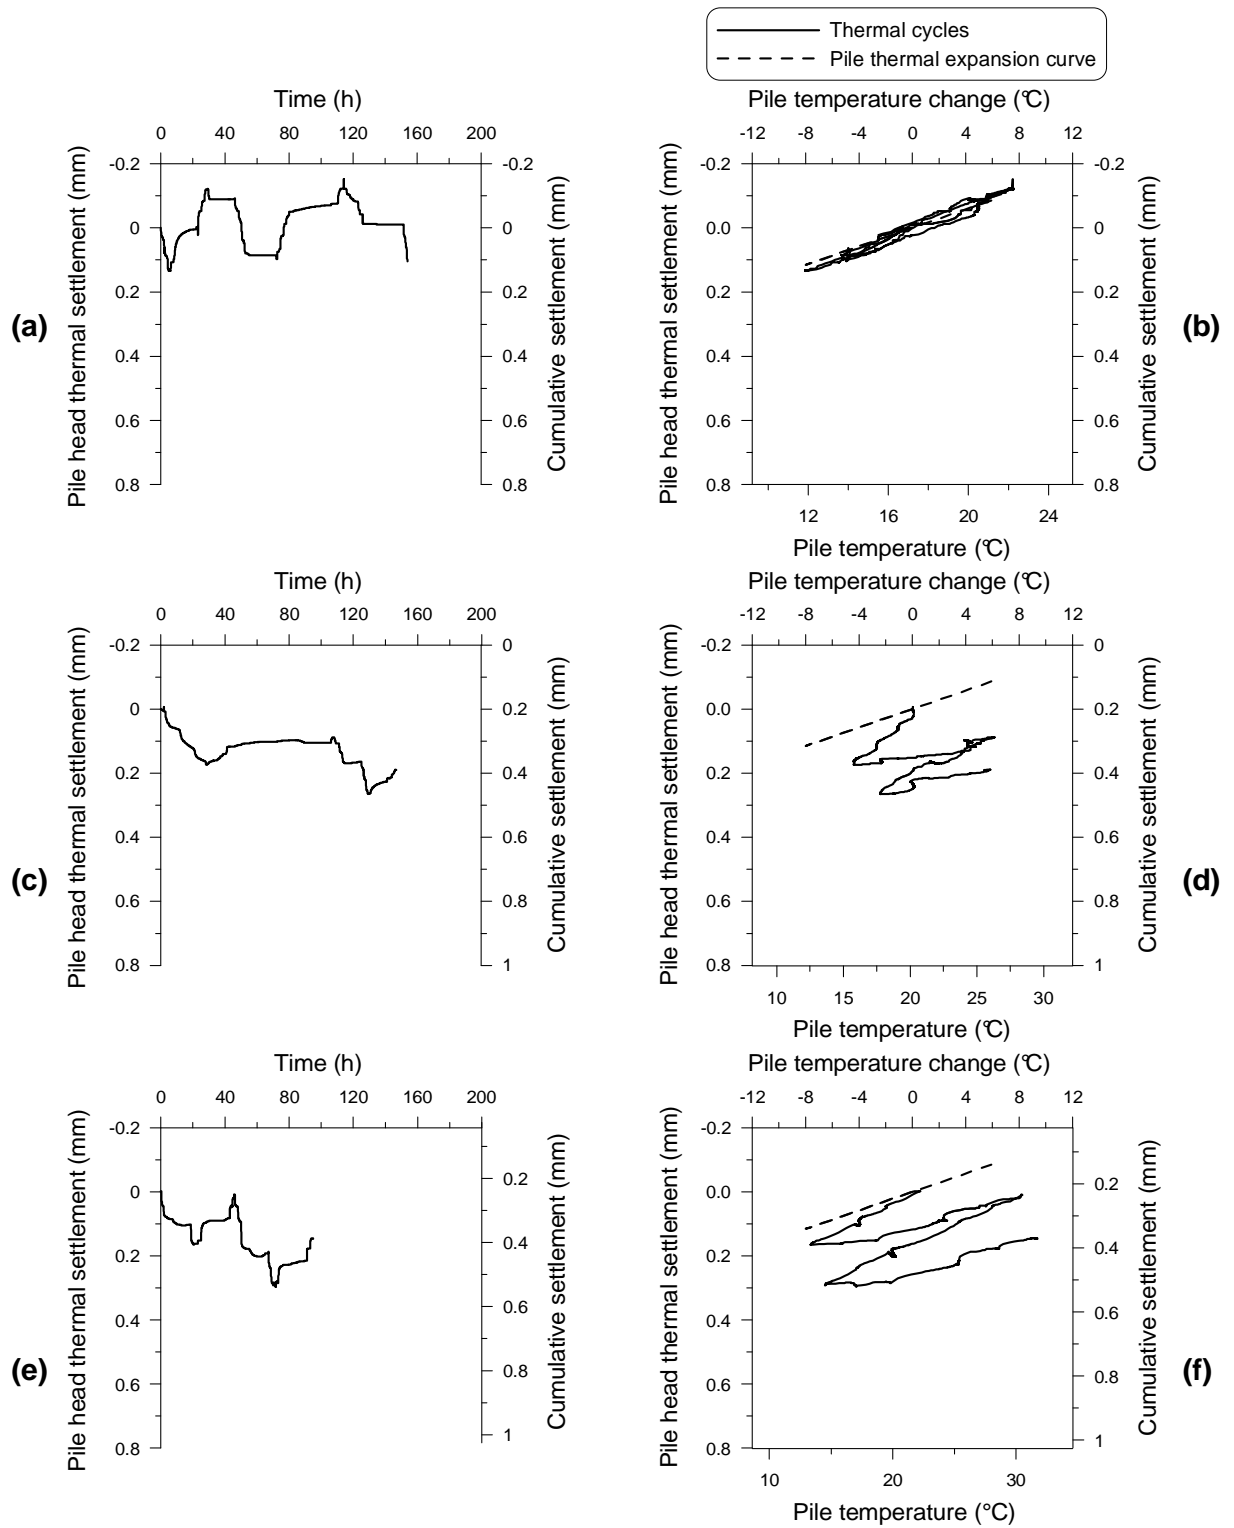 Thermal cycles
Pile thermal expansion curve
Time (h)
0 40 80 120 160 200
Pile head thermal settlement (mm)
-0.2
0.0
0.2
0.4
0.6
0.8
Cumulative settlement (mm)
-0.2
0
0.2
0.4
0.6
0.8
(a)
Pile temperature change (°C)
-12 -8 -4 0 4 8 12
Pile head thermal settlement (mm)
-0.2
0.0
0.2
0.4
0.6
0.8
Cumulative settlement (mm)
-0.2
0
0.2
0.4
0.6
0.8
12 16 20 24
Pile temperature (°C)
(b)
Time (h)
0 40 80 120 160 200
Pile head thermal settlement (mm)
-0.2
0
0.2
0.4
0.6
0.8
Cumulative settlement (mm)
0
0.2
0.4
0.6
0.8
1
(c)
Pile temperature change (°C)
-12 -8 -4 0 4 8 12
Pile head thermal settlement (mm)
-0.2
0.0
0.2
0.4
0.6
0.8
Cumulative settlement (mm)
0
0.2
0.4
0.6
0.8
1
10 15 20 25 30
Pile temperature (°C)
(d)
Time (h)
0 40 80 120 160 200
Pile head thermal settlement (mm)
-0.2
0
0.2
0.4
0.6
0.8
Cumulative settlement (mm)
0.2
0.4
0.6
0.8
1
(e)
Pile temperature change (°C)
-12 -8 -4 0 4 8 12
Pile head thermal settlement (mm)
-0.2
0.0
0.2
0.4
0.6
0.8
Cumulative settlement (mm)
0.2
0.4
0.6
0.8
1
10 20 30
Pile temperature (°C)
(f)